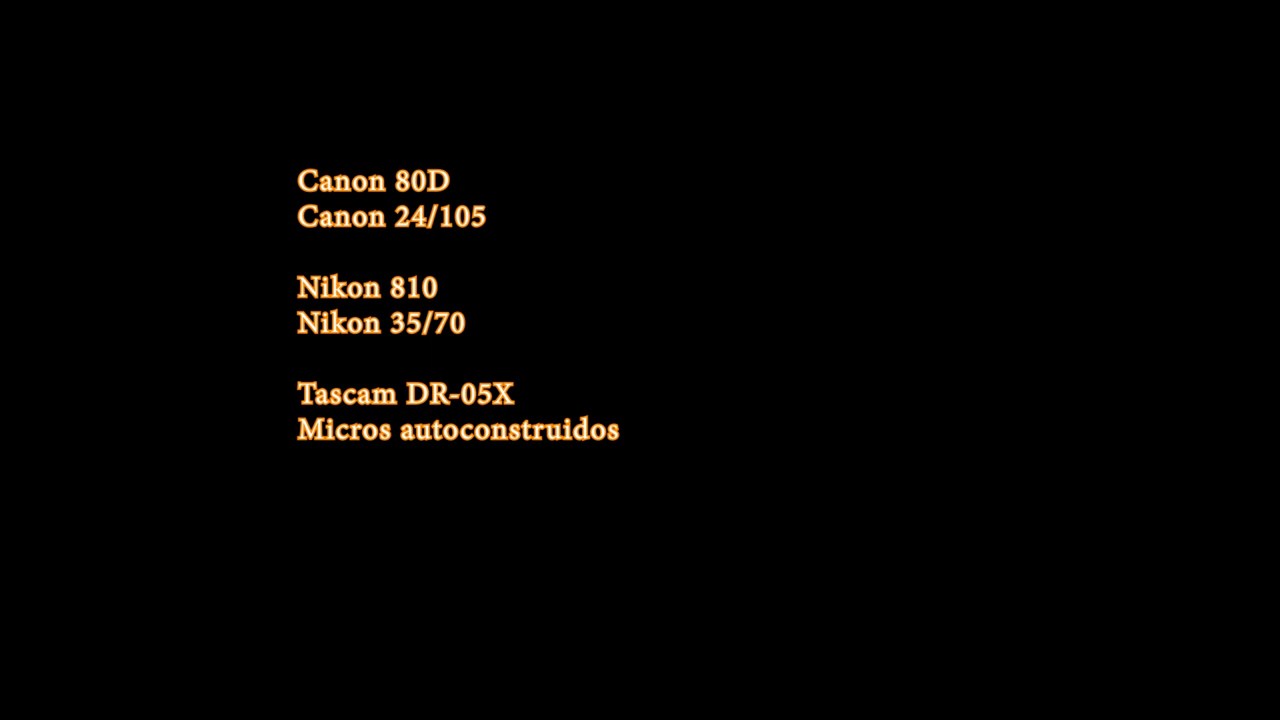 Canon 80D
Canon 24/105
Nikon 810
Nikon 35/70
Tascam DR-05X
Micros autoconstruidos